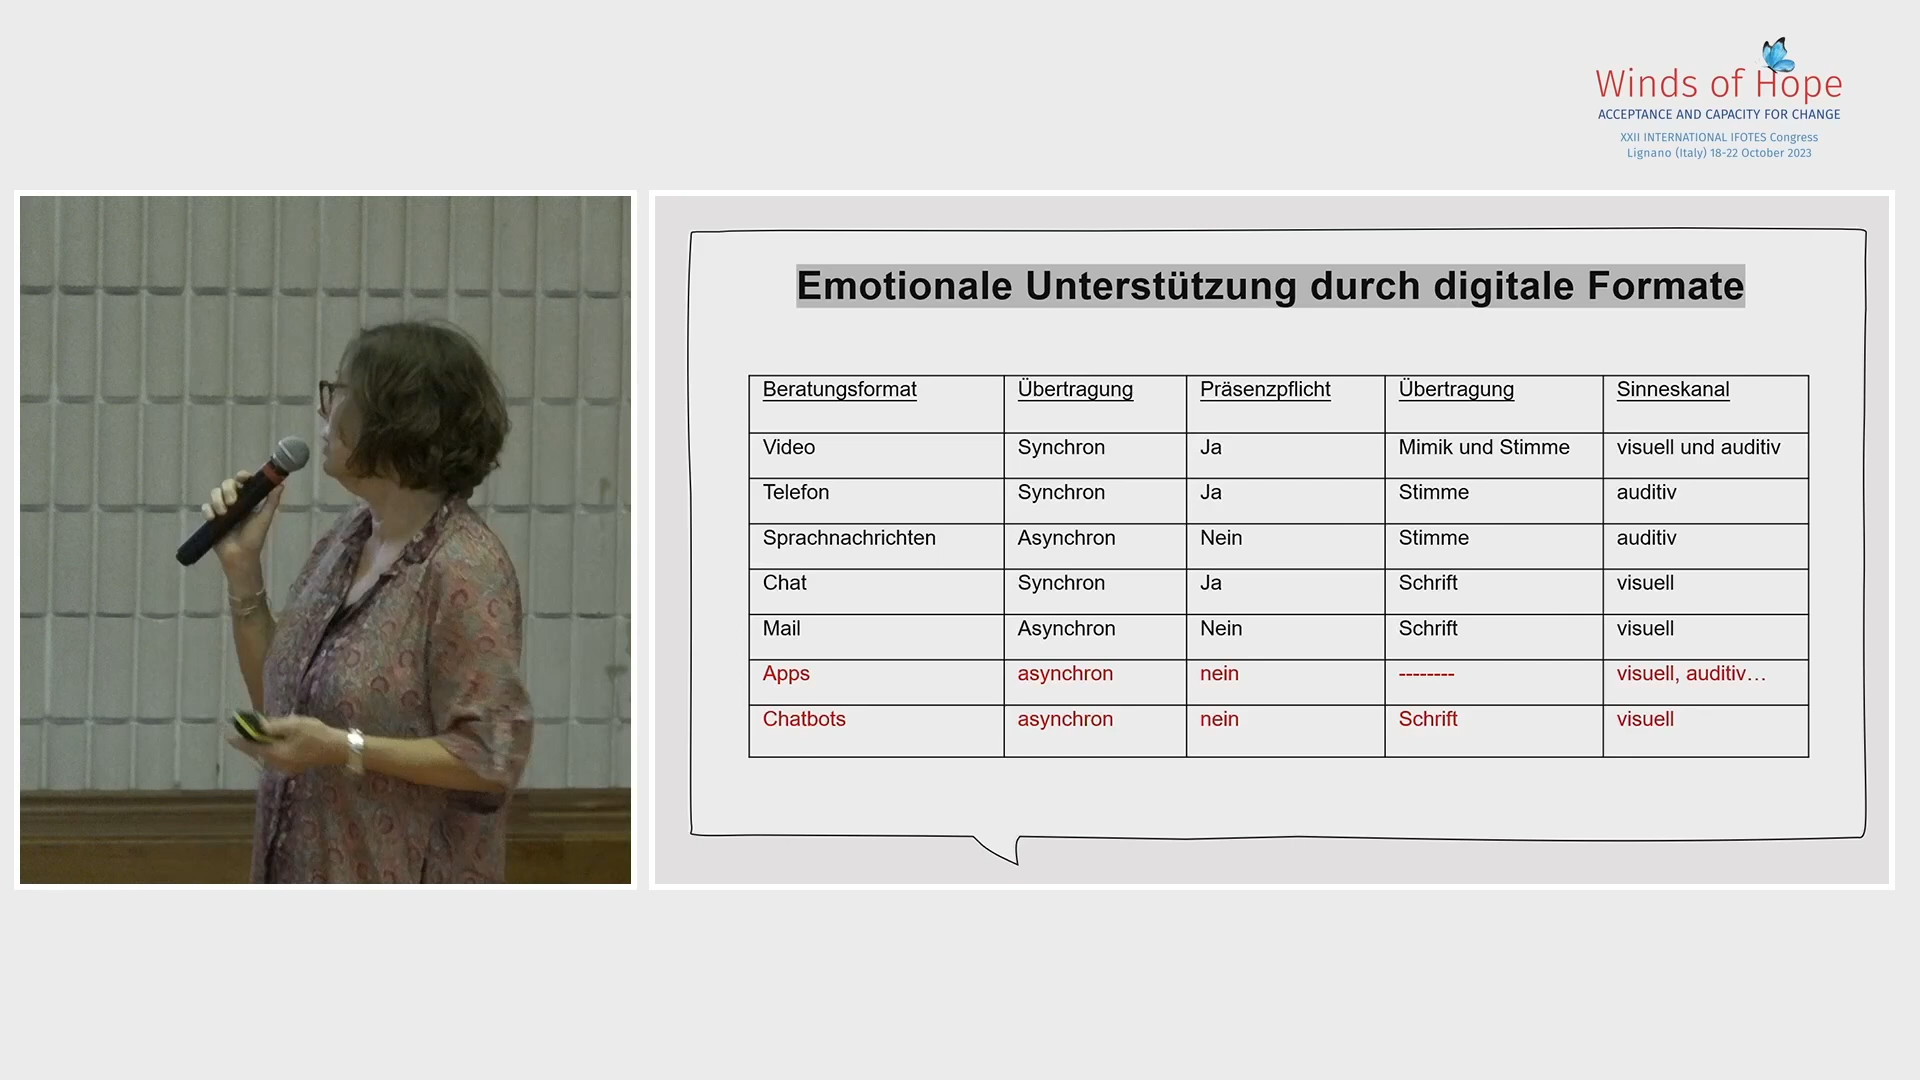 Winds of Hope
ACCEPTANCE AND CAPACITY FOR CHANGE
XXII INTERNATIONAL IFOTES Congress
Lignano (Italy) 18-22 October 2023
Emotionale Unterstützung durch digitale Formate
Beratungsformat Übertragung Präsenzpflicht Übertragung Sinneskanal
Video Synchron Ja Mimik und Stimme visuell und auditiv
Telefon Synchron Ja Stimme auditiv
Sprachnachrichten Asynchron Nein Stimme auditiv
Chat Synchron Ja Schrift visuell
Mail Asynchron Nein Schrift visuell
Apps asynchron nein -------- visuell, auditiv…
Chatbots asynchron nein Schrift visuell